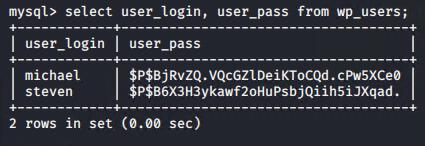 mysql> select user_login, user_pass from wp_users;
+------------+------------------------------------+
| user_login | user_pass                          |
+------------+------------------------------------+
| michael    | $P$BjRvZQ.VQcGZlDeiKToCQd.cPw5XCe0 |
| steven     | $P$B6X3H3ykawf2oHuPsbjQiih5iJXqad. |
+------------+------------------------------------+
2 rows in set (0.00 sec)